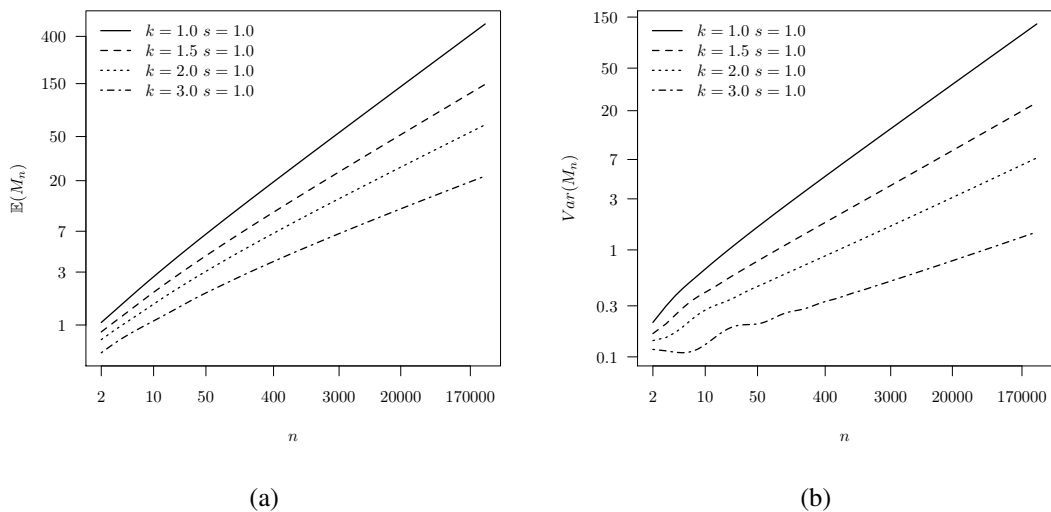 400
150
50
20
7
3
1
𝔼(Mₙ)
k = 1.0 s = 1.0
k = 1.5 s = 1.0
k = 2.0 s = 1.0
k = 3.0 s = 1.0
2 10 50 400 3000 20000 170000
n
(a)
150
50
20
7
3
1
0.3
0.1
Var(Mₙ)
k = 1.0 s = 1.0
k = 1.5 s = 1.0
k = 2.0 s = 1.0
k = 3.0 s = 1.0
2 10 50 400 3000 20000 170000
n
(b)